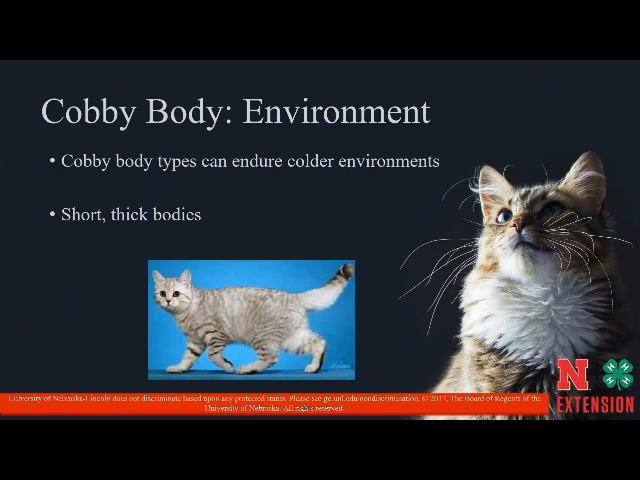 Cobby Body: Environment
• Cobby body types can endure colder environments
• Short, thick bodies
University of Nebraska-Lincoln does not discriminate based upon any protected status. Please see go.unl.edu/nondiscrimination. © 2017, The Board of Regents of the
University of Nebraska. All rights reserved.
N
EXTENSION